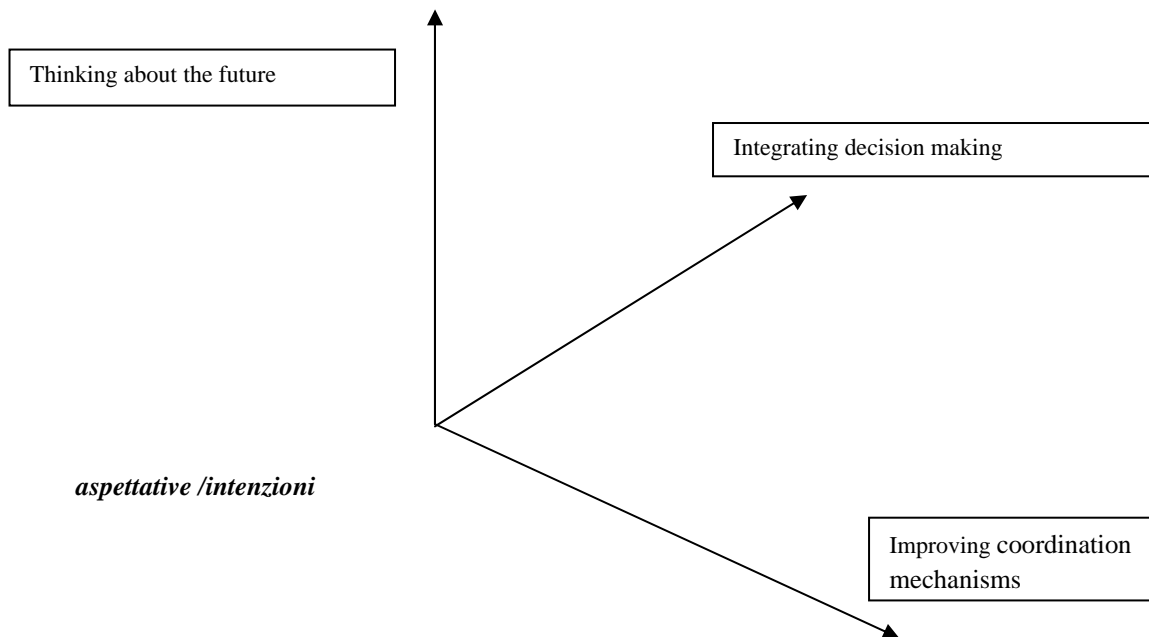 Thinking about the future
Integrating decision making
aspettative /intenzioni
Improving coordination
mechanisms